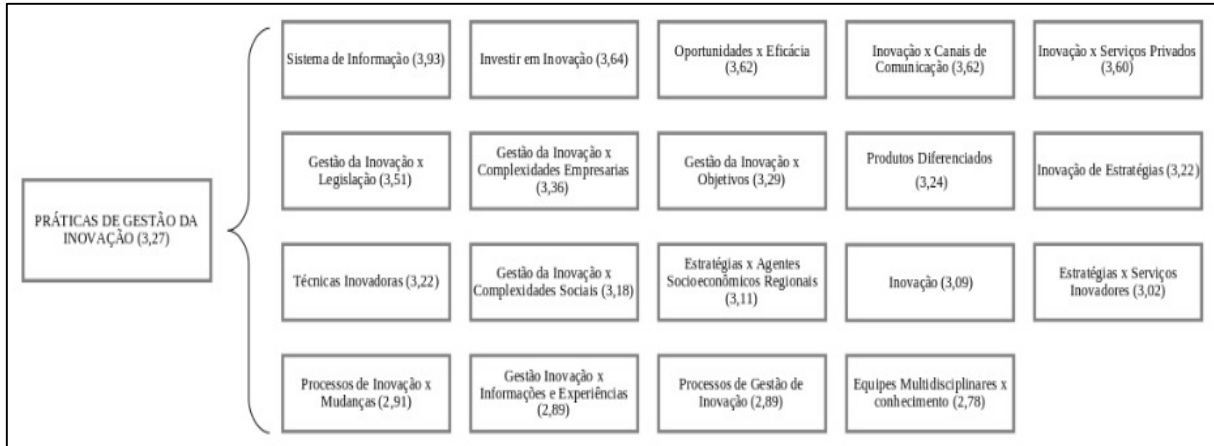 Sistema de Informação (3,93)
Investir em Inovação (3,64)
Oportunidades x Eficácia
(3,62)
Inovação x Canais de
Comunicação (3,62)
Inovação x Serviços Privados
(3,60)
PRÁTICAS DE GESTÃO DA
INOVAÇÃO (3,27)
Gestão da Inovação x
Legislação (3,51)
Gestão da Inovação x
Complexidades Empresarias
(3,36)
Gestão da Inovação x
Objetivos (3,29)
Produtos Diferenciados
(3,24)
Inovação de Estratégias (3,22)
Técnicas Inovadoras (3,22)
Gestão da Inovação x
Complexidades Sociais (3,18)
Estratégias x Agentes
Socioeconômicos Regionais
(3,11)
Inovação (3,09)
Estratégias x Serviços
Inovadores (3,02)
Processos de Inovação x
Mudanças (2,91)
Gestão Inovação x
Informações e Experiências
(2,89)
Processos de Gestão de
Inovação (2,89)
Equipes Multidisciplinares x
conhecimento (2,78)